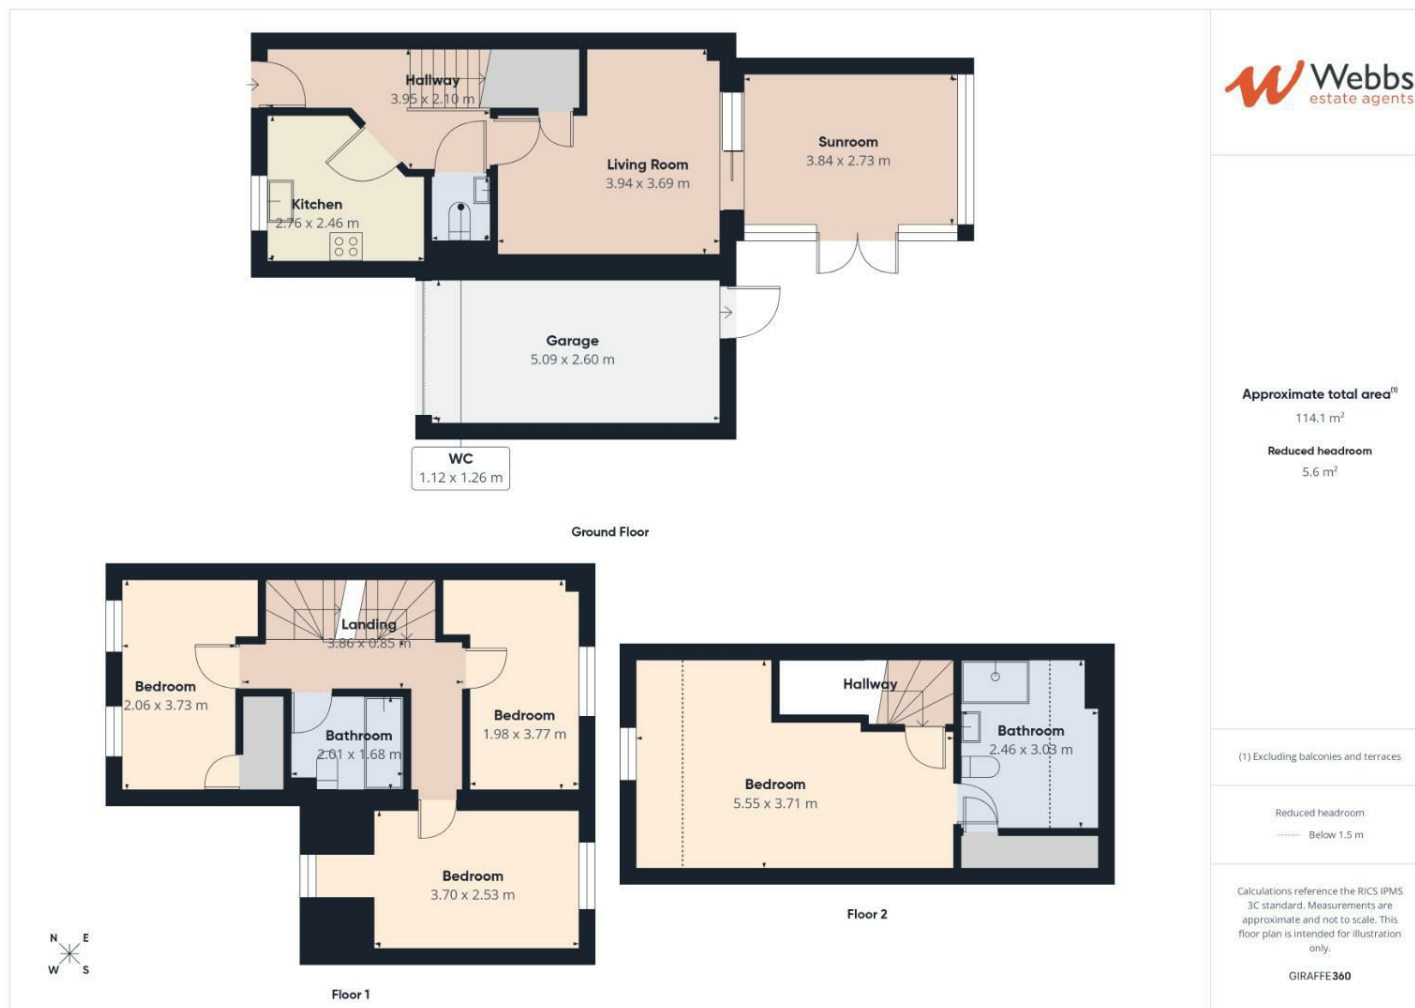 Hallway
3.95 x 2.10 m
Kitchen
2.76 x 2.46 m
Living Room
3.94 x 3.69 m
Sunroom
3.84 x 2.73 m
Garage
5.09 x 2.60 m
WC
1.12 x 1.26 m
Ground Floor
Landing
3.86 x 0.85 m
Bedroom
2.06 x 3.73 m
Bathroom
2.01 x 1.68 m
Bedroom
1.98 x 3.77 m
Bedroom
3.70 x 2.53 m
Floor 1
Hallway
Bedroom
5.55 x 3.71 m
Bathroom
2.46 x 3.03 m
Floor 2
N E
W S
Webbs
estate agents
Approximate total area(1)
114.1 m²
Reduced headroom
5.6 m²
(1) Excluding balconies and terraces
Reduced headroom
Below 1.5 m
Calculations reference the RICS IPMS
3C standard. Measurements are
approximate and not to scale. This
floor plan is intended for illustration
only.
GIRAFFE360